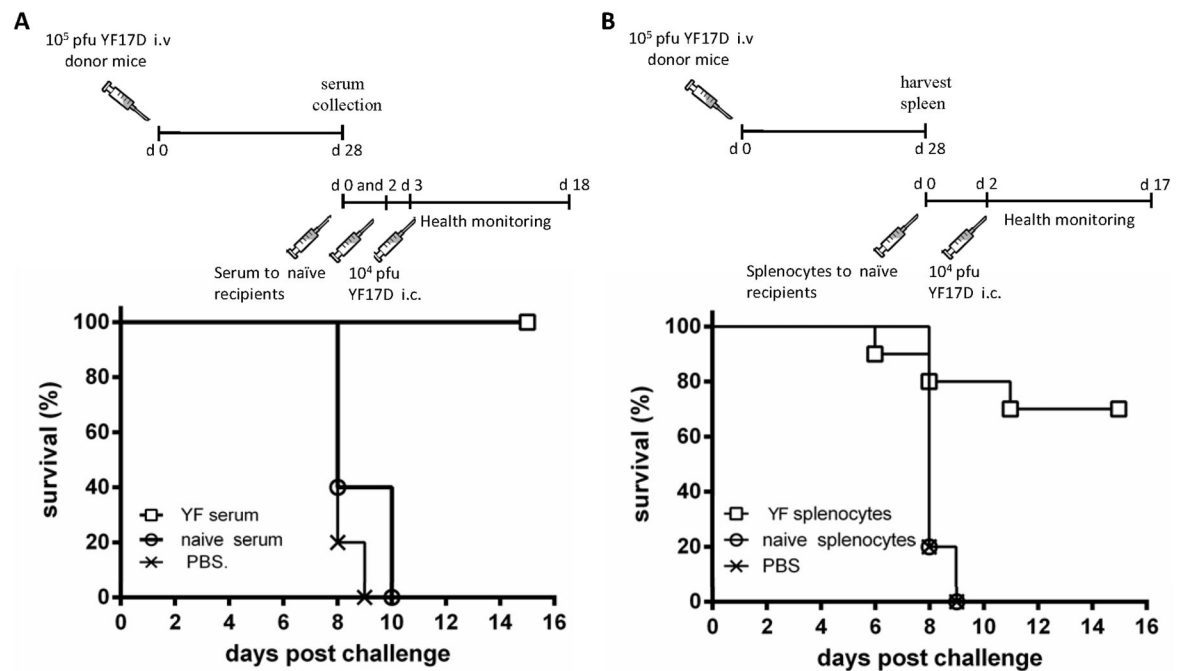 A
10⁵ pfu YF17D i.v
donor mice
serum
collection
d 0
d 28
d 0 and 2 d 3
d 18
Health monitoring
Serum to naïve
recipients
10⁴ pfu
YF17D i.c.
100
80
60
40
20
0
survival (%)
YF serum
naive serum
PBS.
0 2 4 6 8 10 12 14 16
days post challenge
B
10⁵ pfu YF17D i.v
donor mice
harvest
spleen
d 0
d 28
d 0
d 2
d 17
Health monitoring
Splenocytes to naïve
recipients
10⁴ pfu
YF17D i.c.
100
80
60
40
20
0
survival (%)
YF splenocytes
naive splenocytes
PBS
0 2 4 6 8 10 12 14 16
days post challenge